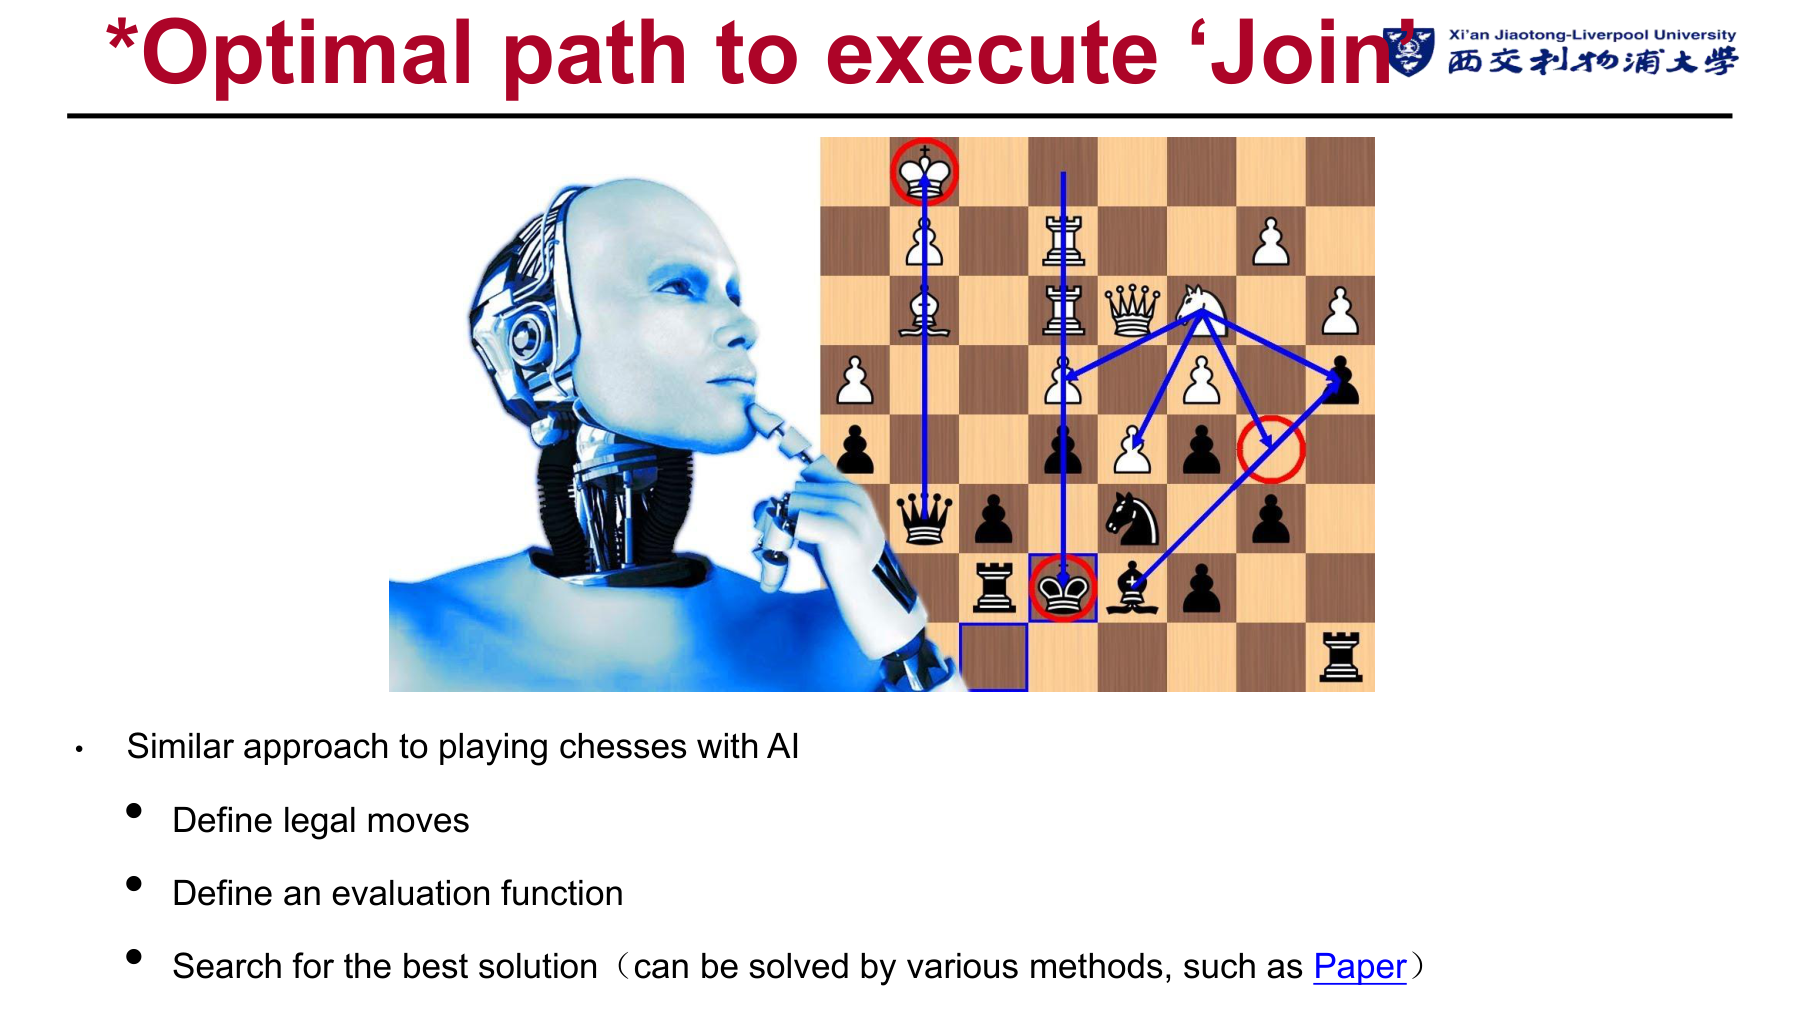 *Optimal path to execute ‘Join’
Xi’an Jiaotong-Liverpool University
西交利物浦大學
• Similar approach to playing chesses with AI
• Define legal moves
• Define an evaluation function
• Search for the best solution（can be solved by various methods, such as Paper）